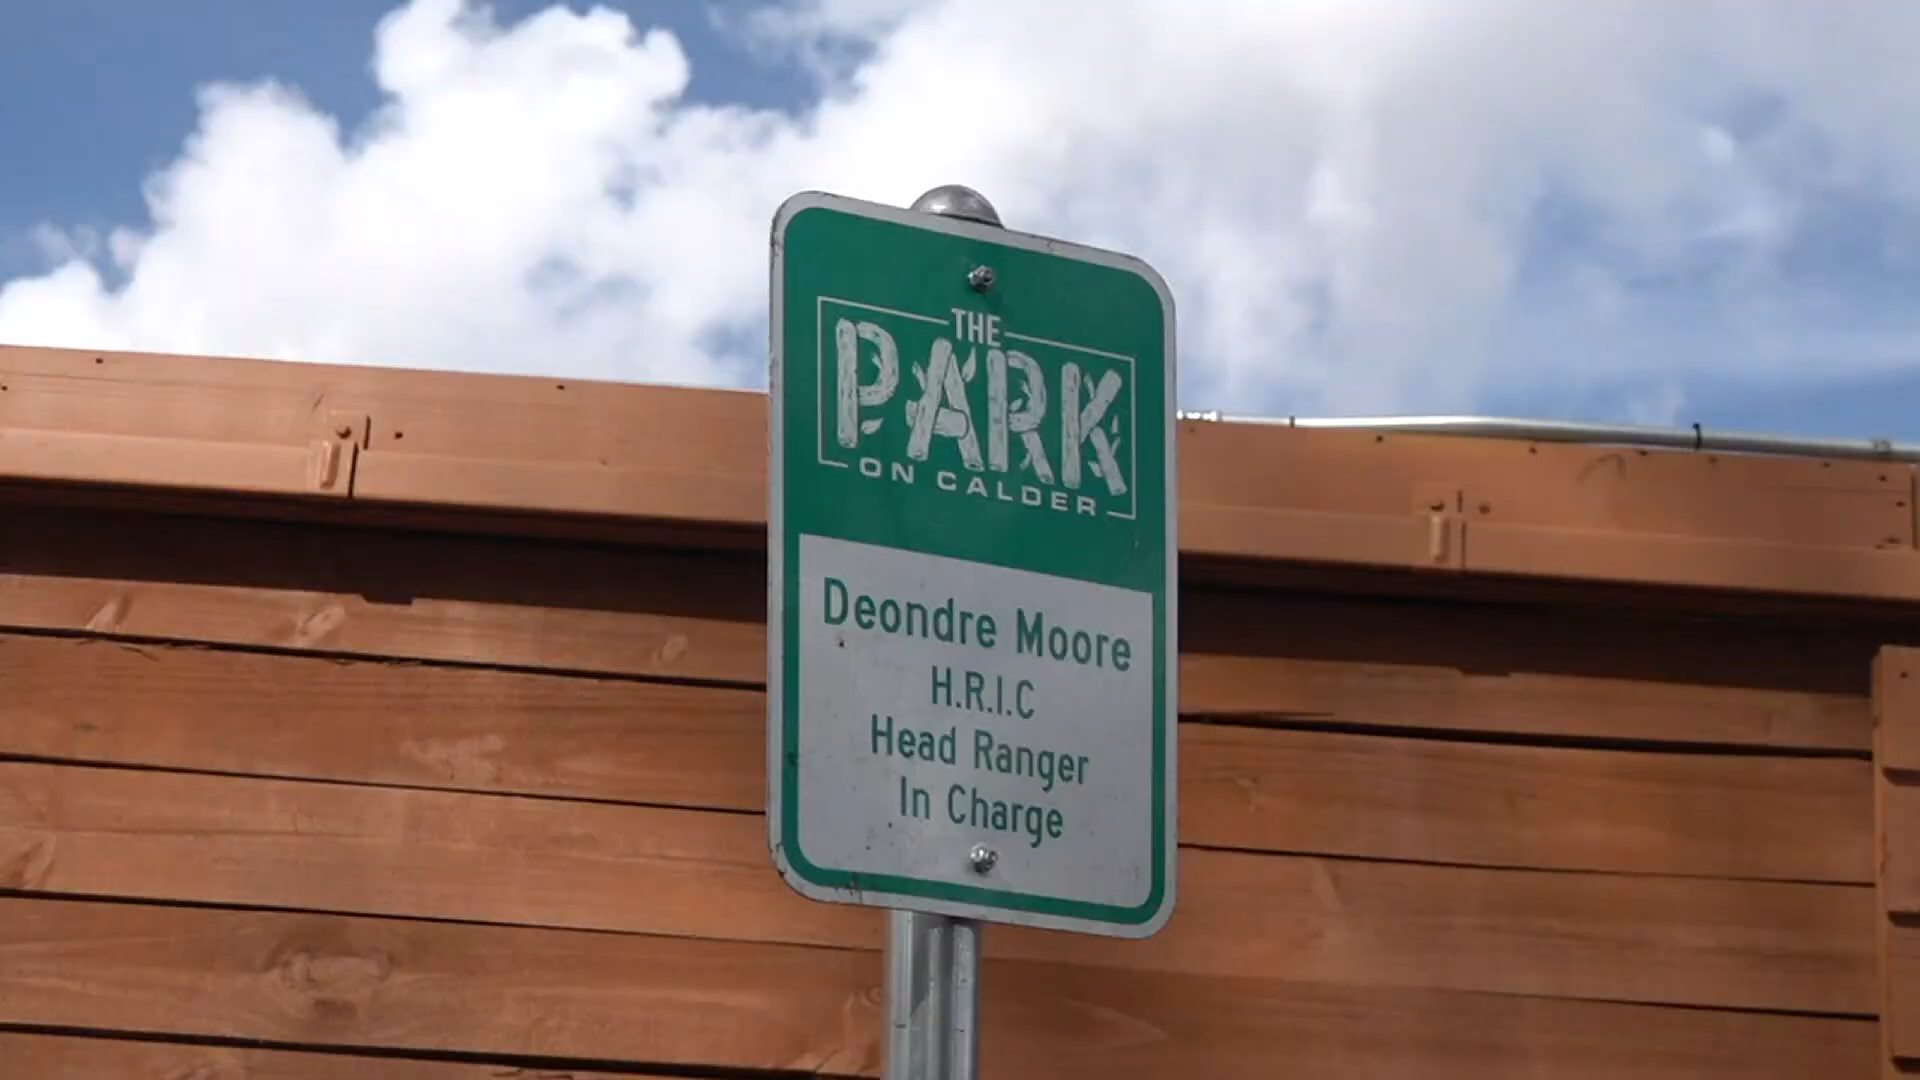 THE
PARK
ON CALDER
Deondre Moore
H.R.I.C
Head Ranger
In Charge